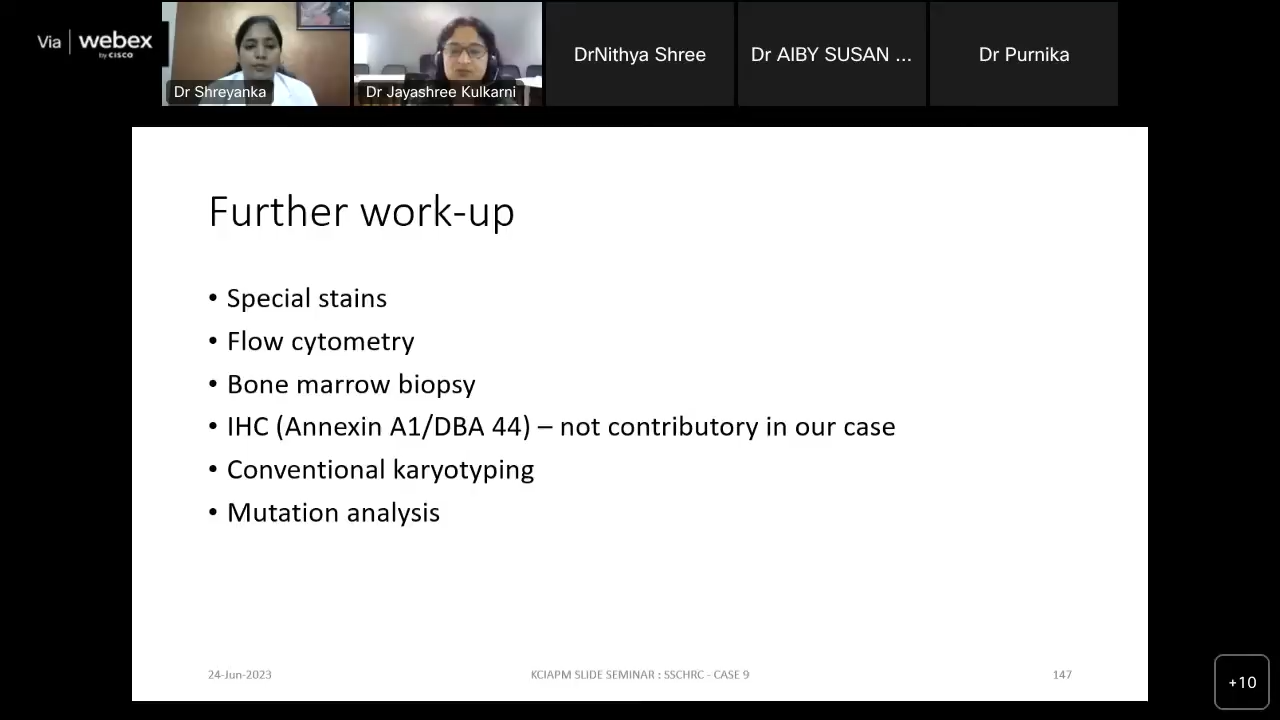 Via webex
by CISCO
Dr Shreyanka
Dr Jayashree Kulkarni
DrNithya Shree
Dr AIBY SUSAN ...
Dr Purnika
Further work-up
• Special stains
• Flow cytometry
• Bone marrow biopsy
• IHC (Annexin A1/DBA 44) – not contributory in our case
• Conventional karyotyping
• Mutation analysis
24-Jun-2023
KCIAPM SLIDE SEMINAR : SSCHRC - CASE 9
147
+10